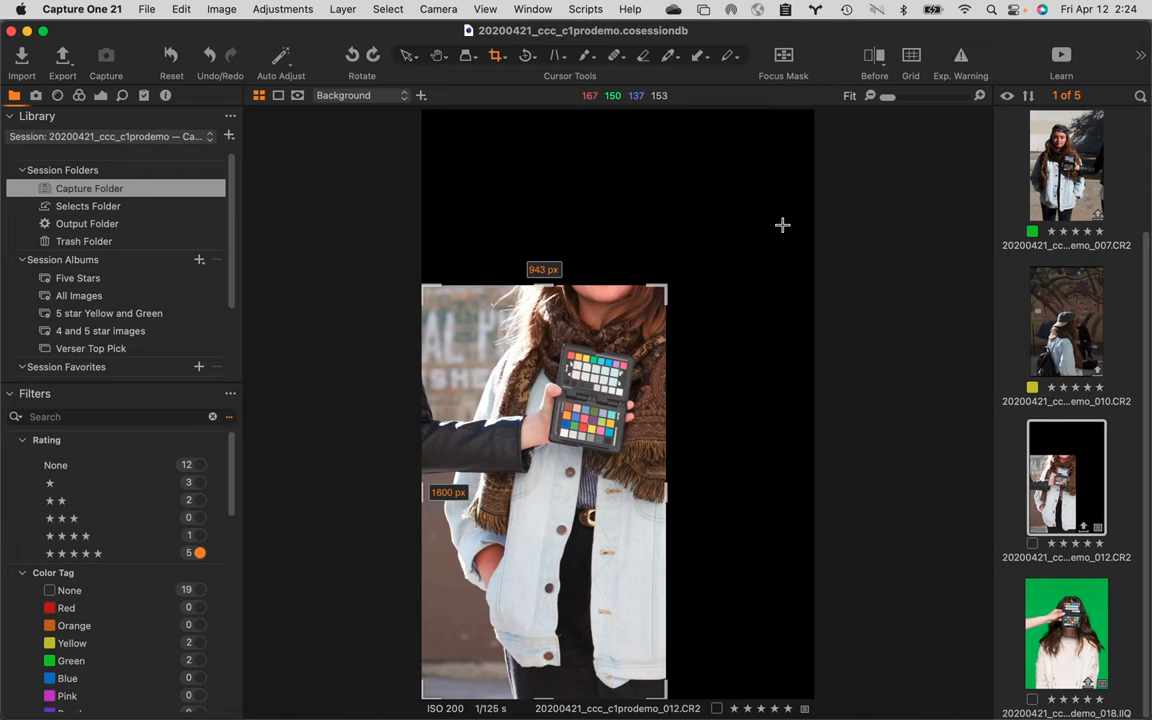 Capture One 21 File Edit Image Adjustments Layer Select Camera View Window Scripts Help Fri Apr 12 2:24
20200421_ccc_c1prodemo.cosessiondb
Import Export Capture Reset Undo/Redo Auto Adjust Rotate Cursor Tools Focus Mask Before Grid Exp. Warning Learn
Background 167 150 137 153 Fit 1 of 5
Library
Session: 20200421_ccc_c1prodemo — Ca...
Session Folders
Capture Folder
Selects Folder
Output Folder
Trash Folder
Session Albums
Five Stars
All Images
5 star Yellow and Green
4 and 5 star images
Verser Top Pick
Session Favorites
Filters
Search
Rating
None 12
3
2
0
1
5
Color Tag
None 19
Red 0
Orange 0
Yellow 2
Green 2
Blue 0
Pink 0
943 px
1600 px
ISO 200 1/125 s 20200421_ccc_c1prodemo_012.CR2
20200421_cc...emo_007.CR2
20200421_cc...emo_010.CR2
20200421_cc...emo_012.CR2
20200421_cc...demo_018.IIQ